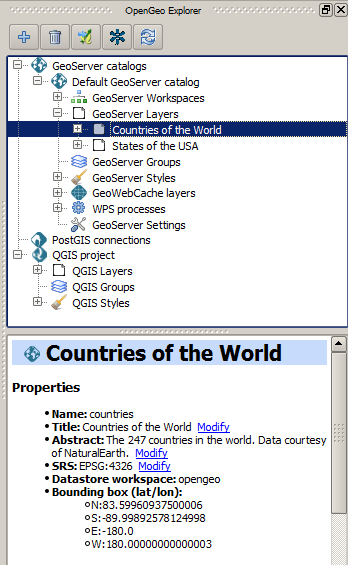 OpenGeo Explorer
GeoServer catalogs
Default GeoServer catalog
GeoServer Workspaces
GeoServer Layers
Countries of the World
States of the USA
GeoServer Groups
GeoServer Styles
GeoWebCache layers
WPS processes
GeoServer Settings
PostGIS connections
QGIS project
QGIS Layers
QGIS Groups
QGIS Styles
Countries of the World
Properties
Name: countries
Title: Countries of the World Modify
Abstract: The 247 countries in the world. Data courtesy
of NaturalEarth. Modify
SRS: EPSG:4326 Modify
Datastore workspace: opengeo
Bounding box (lat/lon):
N:83.59960937500006
S:-89.99892578124998
E:-180.0
W:180.00000000000003